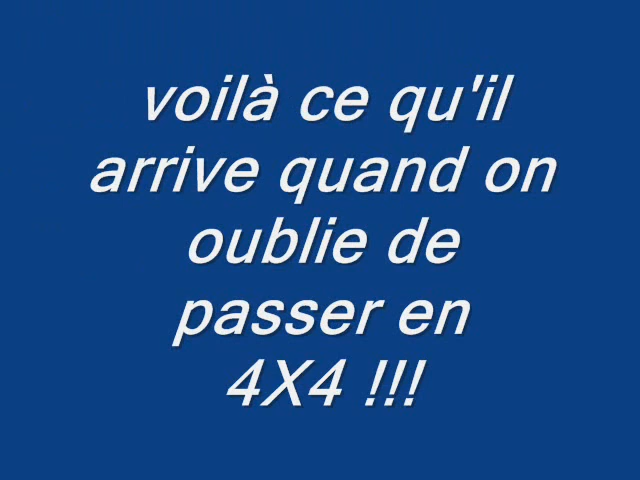 voilà ce qu'il
arrive quand on
oublie de
passer en
4X4 !!!